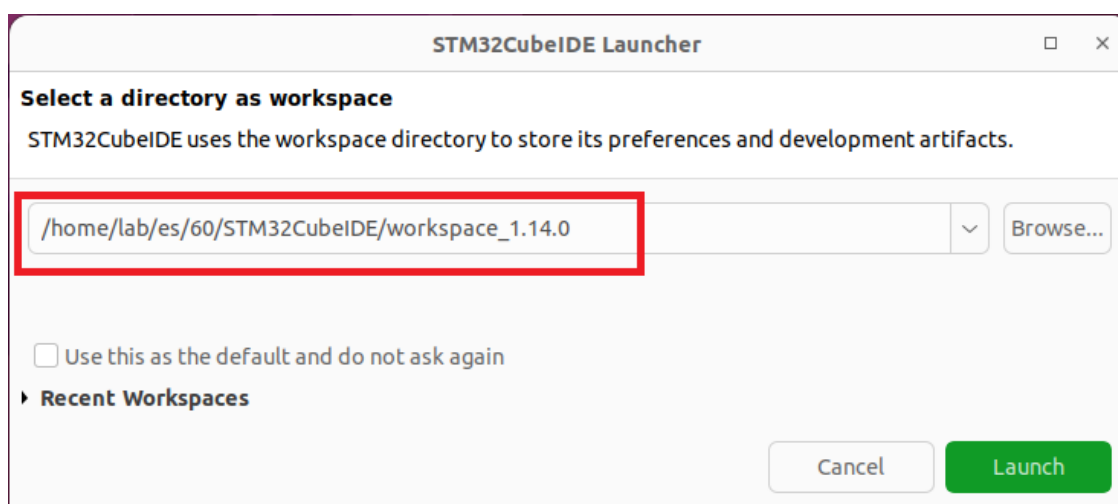 STM32CubeIDE Launcher
Select a directory as workspace
STM32CubeIDE uses the workspace directory to store its preferences and development artifacts.
/home/lab/es/60/STM32CubeIDE/workspace_1.14.0
Browse...
Use this as the default and do not ask again
Recent Workspaces
Cancel
Launch